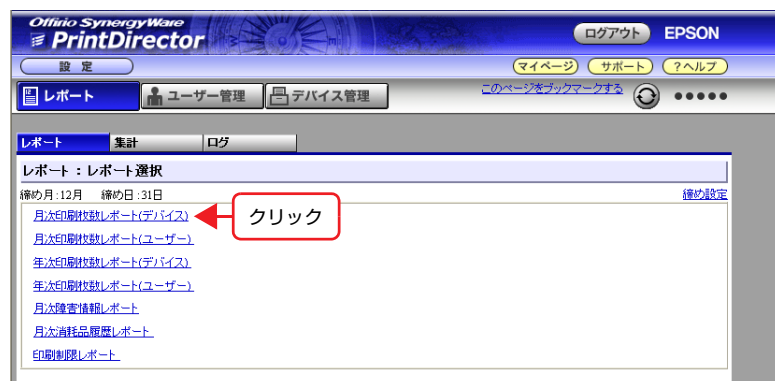 Offirio SynergyWare
PrintDirector
ログアウト EPSON
設 定 マイページ サポート ?ヘルプ
レポート ユーザー管理 デバイス管理 このページをブックマークする
レポート 集計 ログ
レポート：レポート選択
締め月:12月 締め日:31日 締め設定
月次印刷枚数レポート(デバイス) クリック
月次印刷枚数レポート(ユーザー)
年次印刷枚数レポート(デバイス)
年次印刷枚数レポート(ユーザー)
月次障害情報レポート
月次消耗品履歴レポート
印刷制限レポート